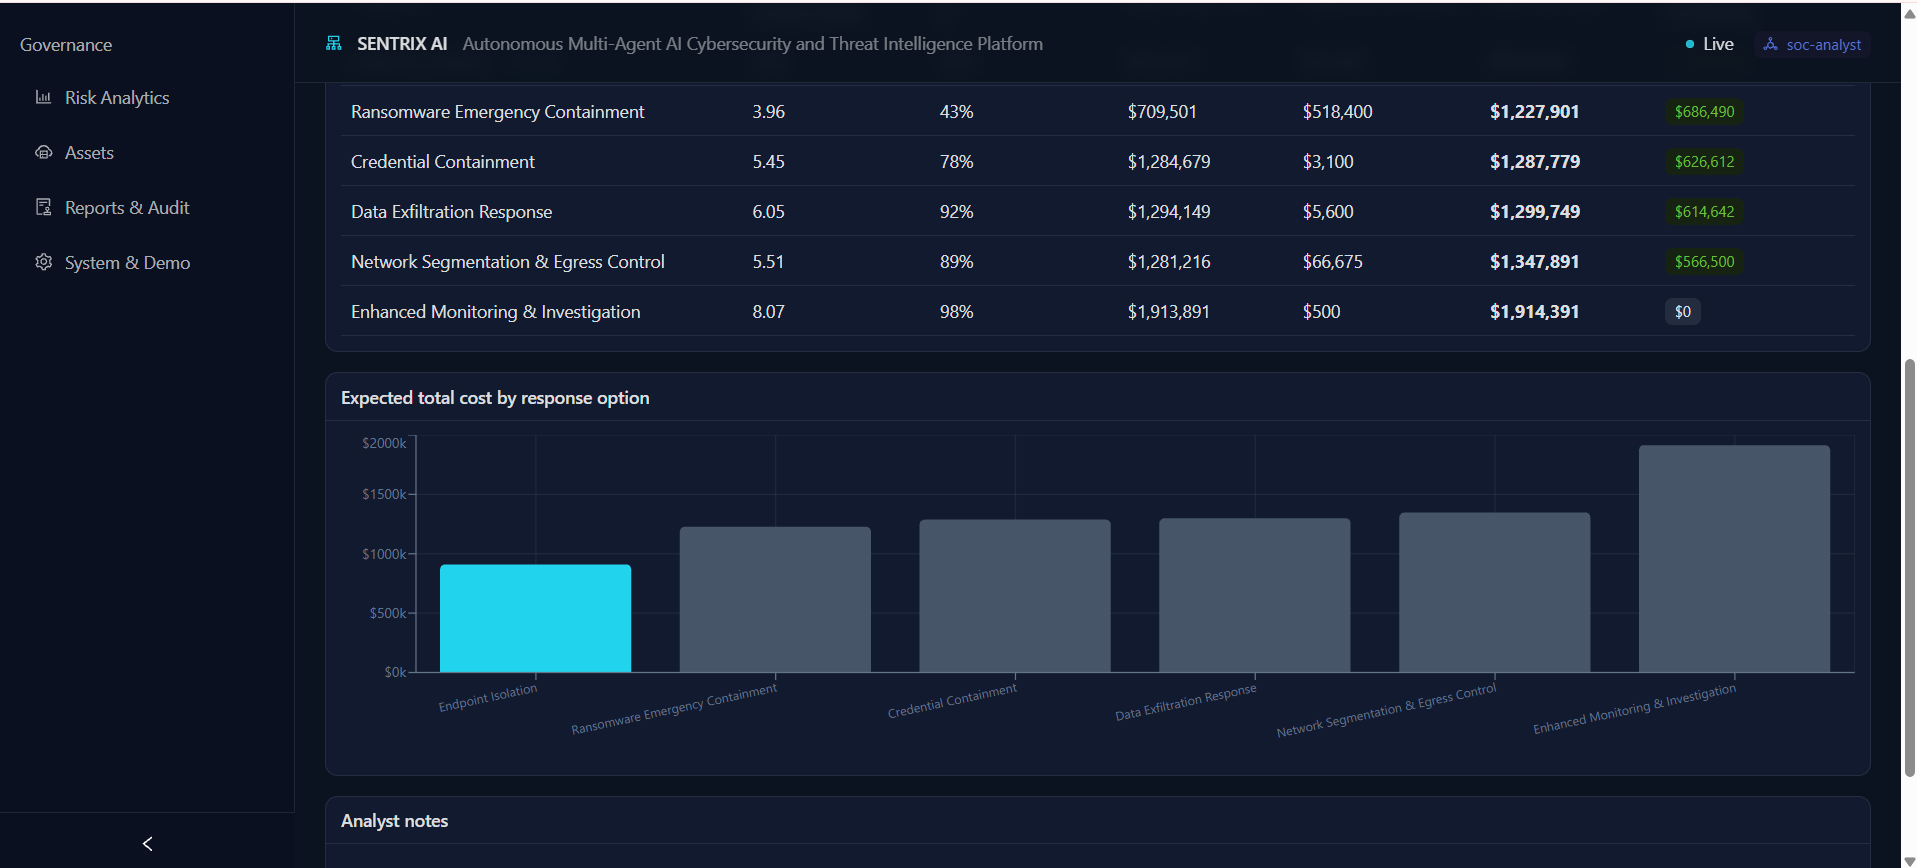 Governance
Risk Analytics
Assets
Reports & Audit
System & Demo
SENTRIX AI Autonomous Multi-Agent AI Cybersecurity and Threat Intelligence Platform
Live soc-analyst
Ransomware Emergency Containment 3.96 43% $709,501 $518,400 $1,227,901 $686,490
Credential Containment 5.45 78% $1,284,679 $3,100 $1,287,779 $626,612
Data Exfiltration Response 6.05 92% $1,294,149 $5,600 $1,299,749 $614,642
Network Segmentation & Egress Control 5.51 89% $1,281,216 $66,675 $1,347,891 $566,500
Enhanced Monitoring & Investigation 8.07 98% $1,913,891 $500 $1,914,391 $0
Expected total cost by response option
$2000k
$1500k
$1000k
$500k
$0k
Endpoint Isolation
Ransomware Emergency Containment
Credential Containment
Data Exfiltration Response
Network Segmentation & Egress Control
Enhanced Monitoring & Investigation
Analyst notes